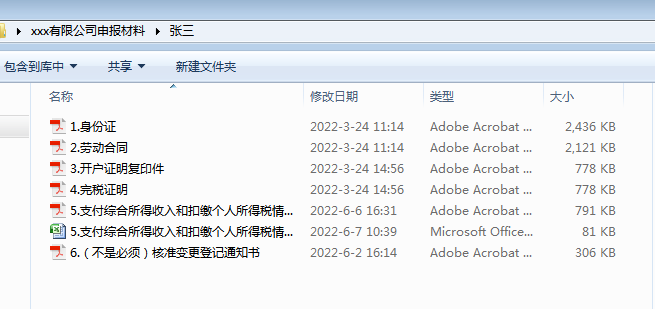 xxx有限公司申报材料 张三
包含到库中 共享 新建文件夹
名称 修改日期 类型 大小
1.身份证 2022-3-24 11:14 Adobe Acrobat ... 2,436 KB
2.劳动合同 2022-3-24 11:14 Adobe Acrobat ... 2,121 KB
3.开户证明复印件 2022-3-24 14:56 Adobe Acrobat ... 778 KB
4.完税证明 2022-3-24 14:56 Adobe Acrobat ... 778 KB
5.支付综合所得收入和扣缴个人所得税情... 2022-6-6 16:31 Adobe Acrobat ... 791 KB
5.支付综合所得收入和扣缴个人所得税情... 2022-6-7 10:39 Microsoft Office... 81 KB
6.（不是必须）核准变更登记通知书 2022-6-2 16:14 Adobe Acrobat ... 306 KB